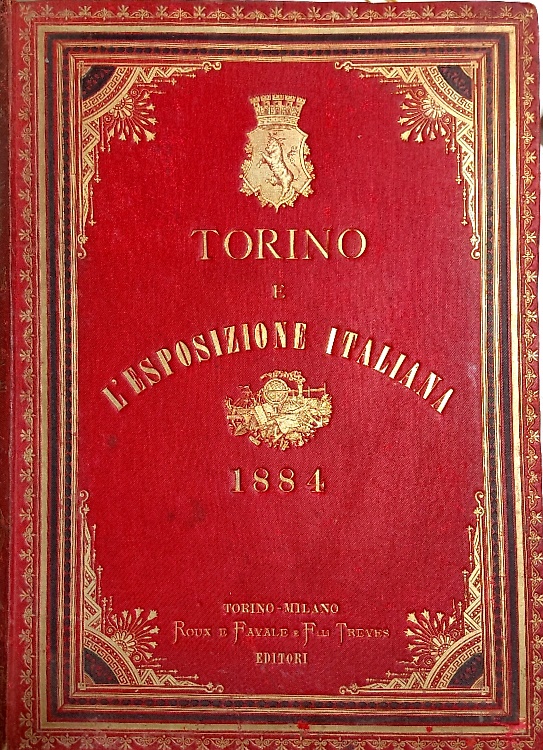 TORINO
E
L'ESPOSIZIONE ITALIANA
1884
TORINO-MILANO
ROUX E FAVALE E F.LLI TREVES
EDITORI